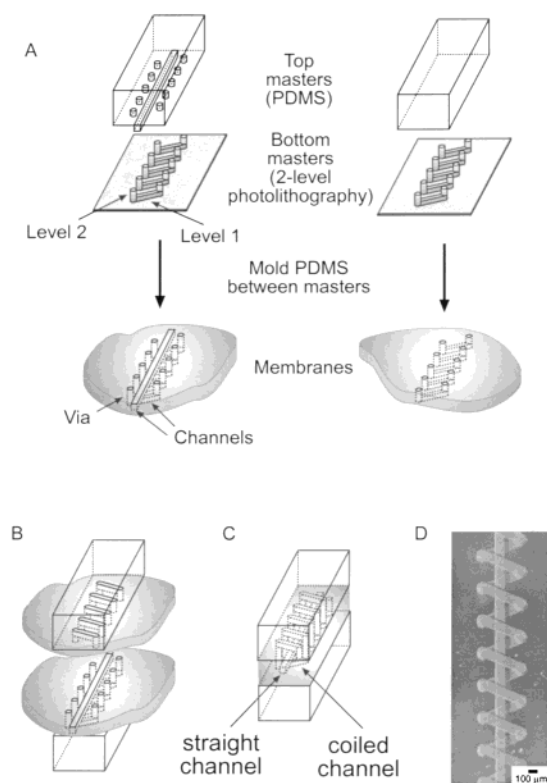 A
Top
masters
(PDMS)
Bottom
masters
(2-level
photolithography)
Level 2
Level 1
Mold PDMS
between masters
Membranes
Via
Channels
B
C
D
straight
channel
coiled
channel
100 μm